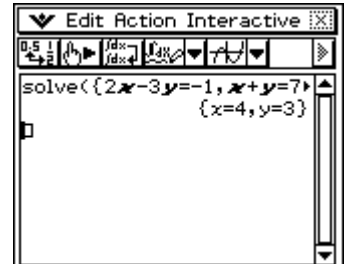 Edit Action Interactive
solve({2x-3y=-1, x+y=7
{x=4,y=3}